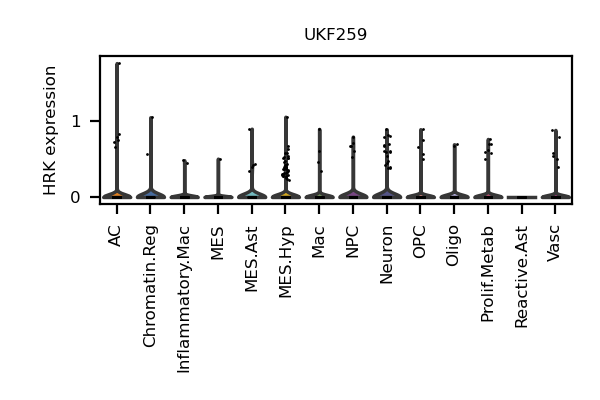 UKF259
HRK expression
1
0
AC
Chromatin.Reg
Inflammatory.Mac
MES
MES.Ast
MES.Hyp
Mac
NPC
Neuron
OPC
Oligo
Prolif.Metab
Reactive.Ast
Vasc